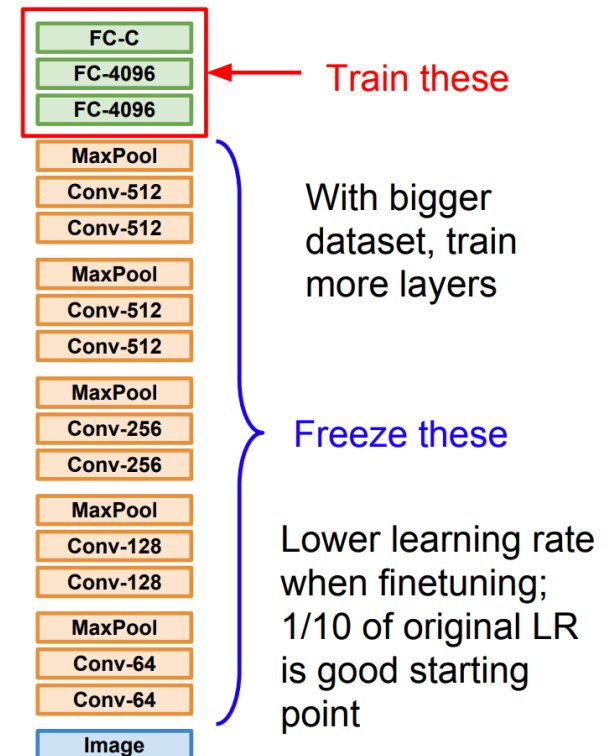 FC-C
FC-4096
FC-4096
Train these
MaxPool
Conv-512
Conv-512
With bigger
dataset, train
more layers
MaxPool
Conv-512
Conv-512
MaxPool
Conv-256
Conv-256
Freeze these
MaxPool
Conv-128
Conv-128
Lower learning rate
when finetuning;
1/10 of original LR
is good starting
point
MaxPool
Conv-64
Conv-64
Image